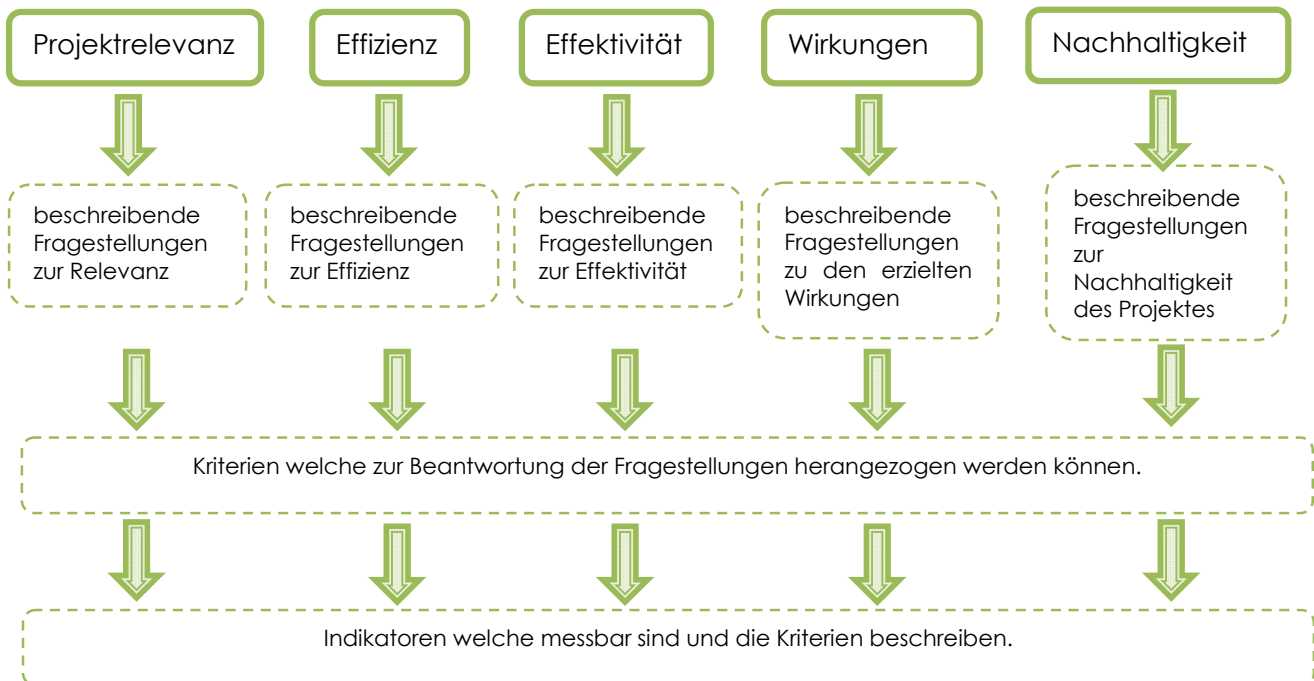 Projektrelevanz
Effizienz
Effektivität
Wirkungen
Nachhaltigkeit
beschreibende
Fragestellungen
zur Relevanz
beschreibende
Fragestellungen
zur Effizienz
beschreibende
Fragestellungen
zur Effektivität
beschreibende
Fragestellungen
zu den erzielten
Wirkungen
beschreibende
Fragestellungen
zur
Nachhaltigkeit
des Projektes
Kriterien welche zur Beantwortung der Fragestellungen herangezogen werden können.
Indikatoren welche messbar sind und die Kriterien beschreiben.